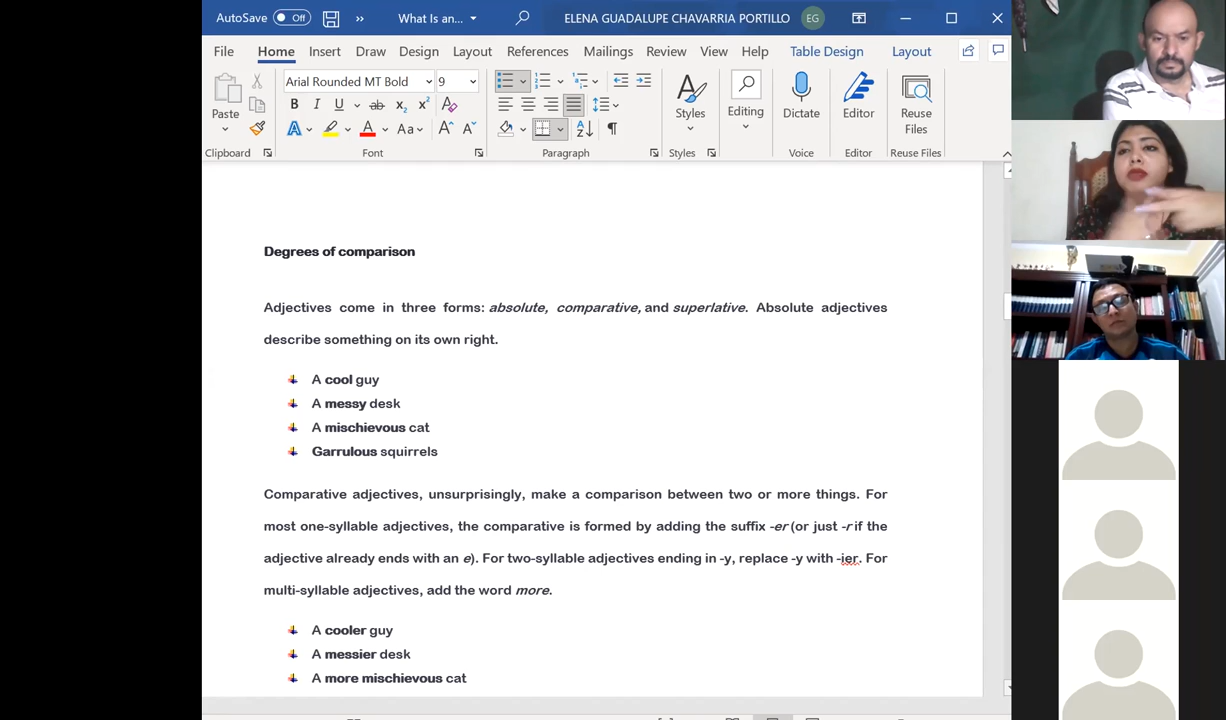 AutoSave Off » What Is an... ELENA GUADALUPE CHAVARRIA PORTILLO EG
File Home Insert Draw Design Layout References Mailings Review View Help Table Design Layout
Arial Rounded MT Bold 9
Paste
B I U ab x₂ x² A
A A Aa A A
Styles
Editing
Dictate
Editor
Reuse Files
Clipboard Font Paragraph Styles Voice Editor Reuse Files
Degrees of comparison
Adjectives come in three forms: absolute, comparative, and superlative. Absolute adjectives
describe something on its own right.
A cool guy
A messy desk
A mischievous cat
Garrulous squirrels
Comparative adjectives, unsurprisingly, make a comparison between two or more things. For
most one-syllable adjectives, the comparative is formed by adding the suffix -er (or just -r if the
adjective already ends with an e). For two-syllable adjectives ending in -y, replace -y with -ier. For
multi-syllable adjectives, add the word more.
A cooler guy
A messier desk
A more mischievous cat